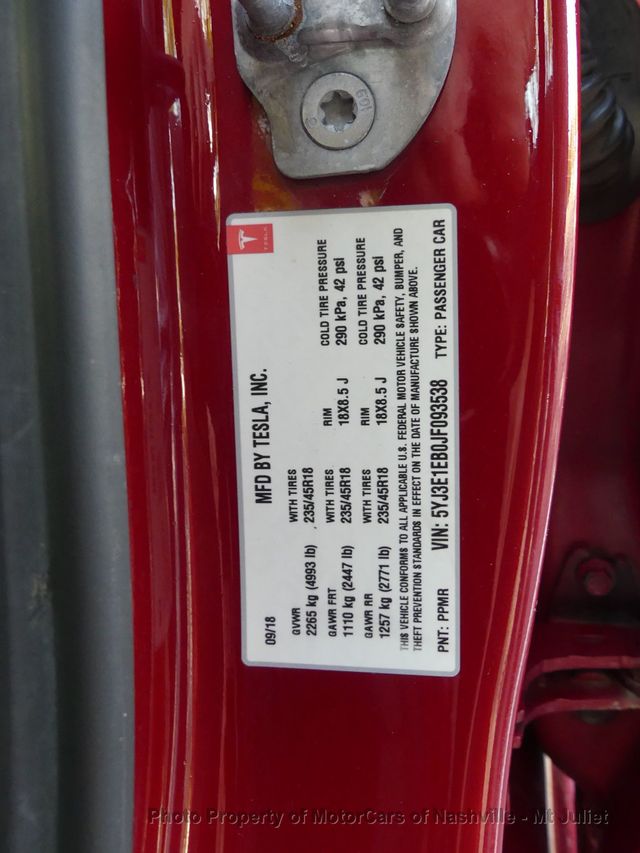 TESLA
09/18
MFD BY TESLA, INC.
GVWR WITH TIRES
2265 kg (4993 lb) 235/45R18
GAWR FRT WITH TIRES RIM COLD TIRE PRESSURE
1110 kg (2447 lb) 235/45R18 18X8.5 J 290 kPa, 42 psi
GAWR RR WITH TIRES RIM COLD TIRE PRESSURE
1257 kg (2771 lb) 235/45R18 18X8.5 J 290 kPa, 42 psi
THIS VEHICLE CONFORMS TO ALL APPLICABLE U.S. FEDERAL MOTOR VEHICLE SAFETY, BUMPER, AND
THEFT PREVENTION STANDARDS IN EFFECT ON THE DATE OF MANUFACTURE SHOWN ABOVE.
PNT: PPMR VIN: 5YJ3E1EB0JF093538 TYPE: PASSENGER CAR
Photo Property of MotorCars of Nashville - Mt Juliet